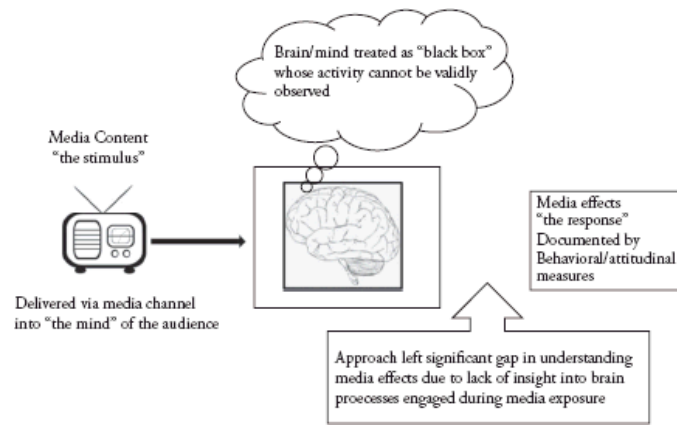 Brain/mind treated as “black box”
whose activity cannot be validly
observed
Media Content
“the stimulus”
Delivered via media channel
into “the mind” of the audience
Media effects
“the response”
Documented by
Behavioral/attitudinal
measures
Approach left significant gap in understanding
media effects due to lack of insight into brain
proecesses engaged during media exposure